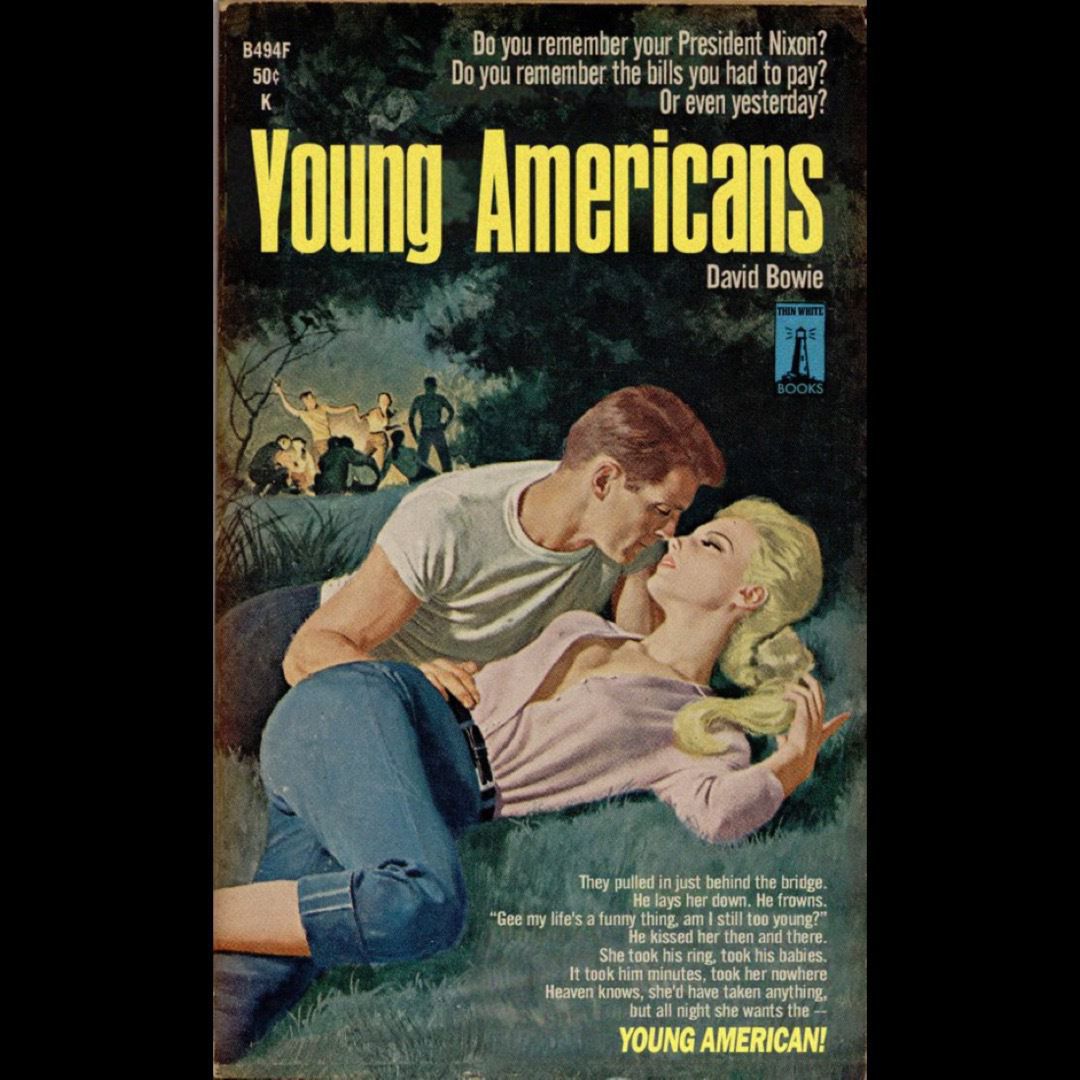 B494F
50¢
K
Do you remember your President Nixon?
Do you remember the bills you had to pay?
Or even yesterday?
Young Americans
David Bowie
THIN WHITE
BOOKS
They pulled in just behind the bridge.
He lays her down. He frowns.
“Gee my life's a funny thing, am I still too young?”
He kissed her then and there.
She took his ring, took his babies.
It took him minutes, took her nowhere
Heaven knows, she'd have taken anything,
but all night she wants the --
YOUNG AMERICAN!